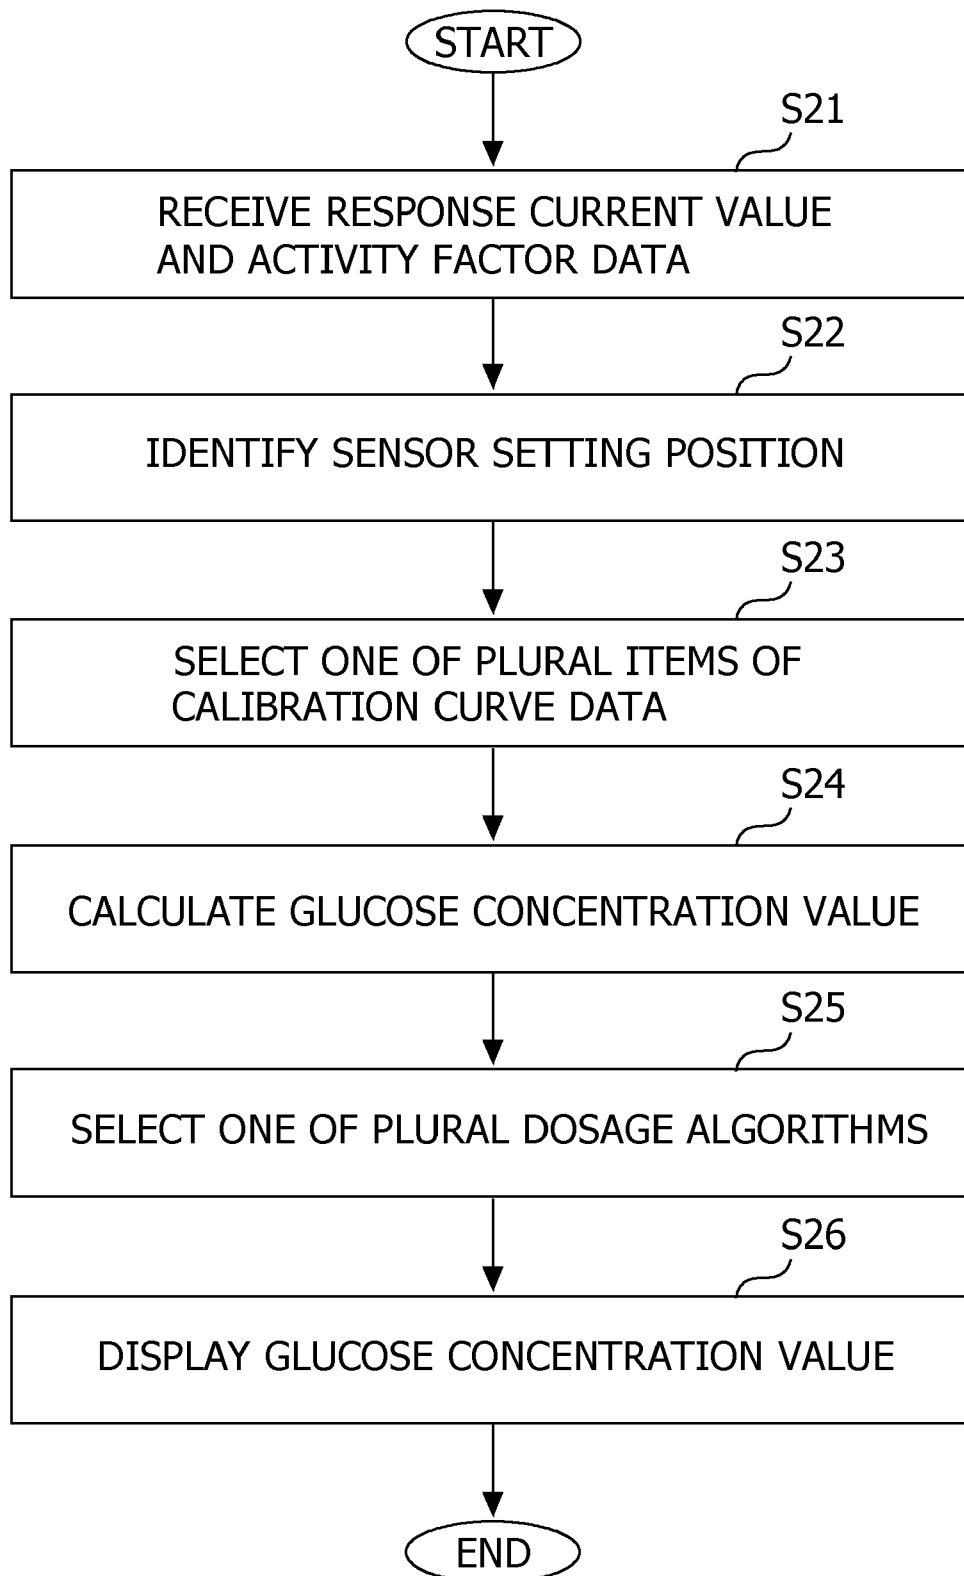 START
S21
RECEIVE RESPONSE CURRENT VALUE
AND ACTIVITY FACTOR DATA
S22
IDENTIFY SENSOR SETTING POSITION
S23
SELECT ONE OF PLURAL ITEMS OF
CALIBRATION CURVE DATA
S24
CALCULATE GLUCOSE CONCENTRATION VALUE
S25
SELECT ONE OF PLURAL DOSAGE ALGORITHMS
S26
DISPLAY GLUCOSE CONCENTRATION VALUE
END